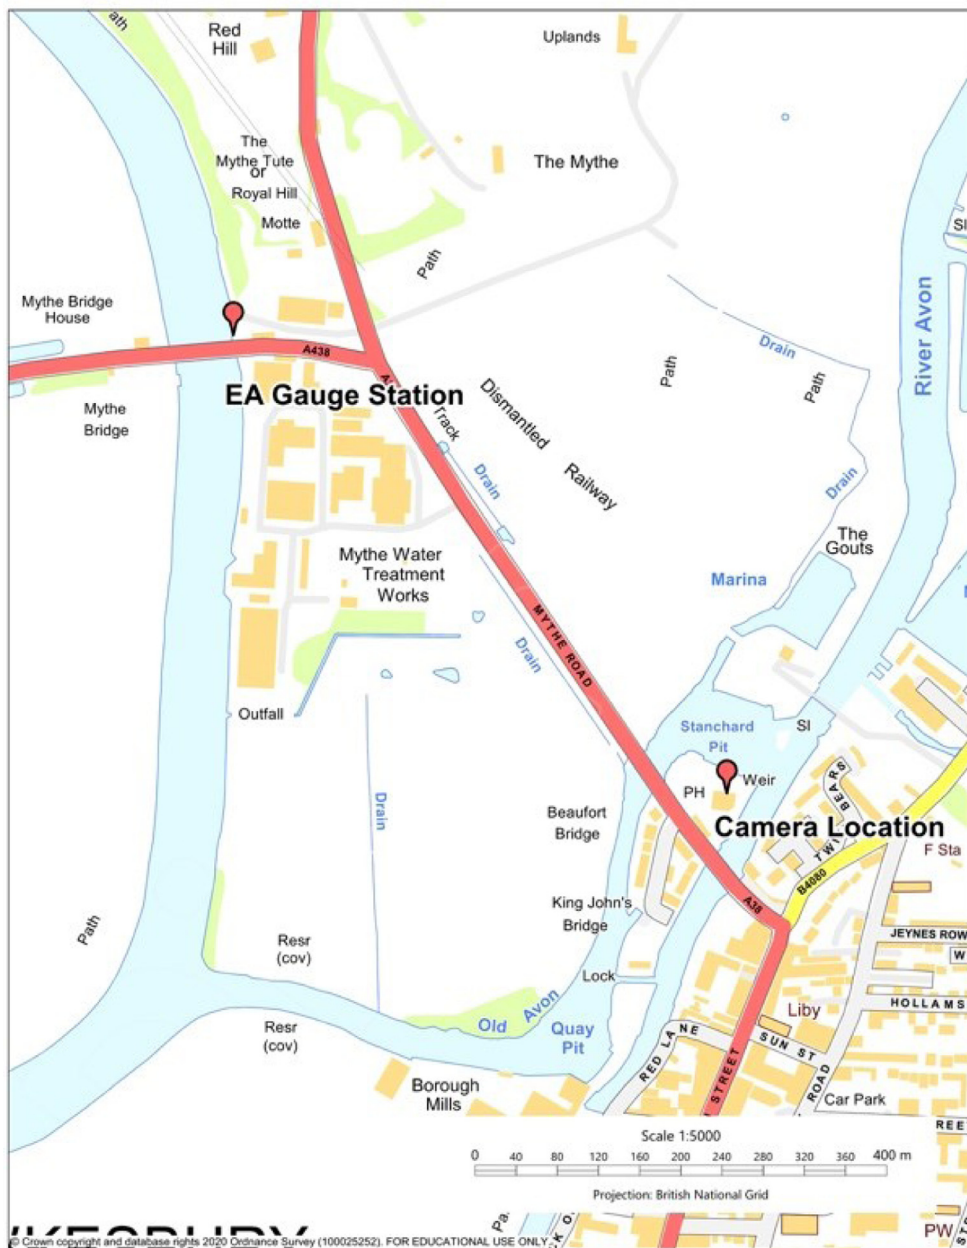 ath
Red
Hill
Uplands
The
Mythe Tute
or
Royal Hill
Motte
The Mythe
Path
Sl
Mythe Bridge
House
River Avon
Drain
Path
Path
A438
EA Gauge Station
Mythe
Bridge
Track
Dismantled
Railway
Drain
Drain
The
Gouts
Mythe Water
Treatment
Works
Marina
MYTHE ROAD
Drain
Outfall
Stanchard
Pit
Sl
PH
Weir
Drain
Beaufort
Bridge
Camera Location
TWI BEARS
F Sta
B4080
A38
King John's
Bridge
Path
JEYNES ROW
W
Resr
(cov)
Lock
HOLLAMS
Liby
Old Avon
Quay
Pit
Resr
(cov)
RED LANE
SUN ST
STREET
ROAD
Borough
Mills
Car Park
REE
Scale 1:5000
0 40 80 120 160 200 240 280 320 360 400 m
Projection: British National Grid
PW
© Crown copyright and database rights 2020 Ordnance Survey (100025252). FOR EDUCATIONAL USE ONLY.